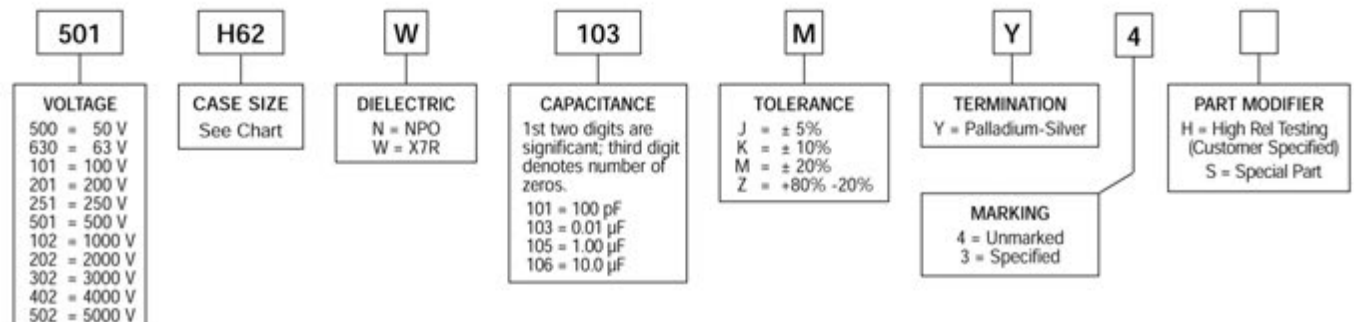 501
H62
W
103
M
Y
4
VOLTAGE
500 = 50 V
630 = 63 V
101 = 100 V
201 = 200 V
251 = 250 V
501 = 500 V
102 = 1000 V
202 = 2000 V
302 = 3000 V
402 = 4000 V
502 = 5000 V
CASE SIZE
See Chart
DIELECTRIC
N = NPO
W = X7R
CAPACITANCE
1st two digits are
significant; third digit
denotes number of
zeros.
101 = 100 pF
103 = 0.01 µF
105 = 1.00 µF
106 = 10.0 µF
TOLERANCE
J = ± 5%
K = ± 10%
M = ± 20%
Z = +80% -20%
TERMINATION
Y = Palladium-Silver
MARKING
4 = Unmarked
3 = Specified
PART MODIFIER
H = High Rel Testing
(Customer Specified)
S = Special Part